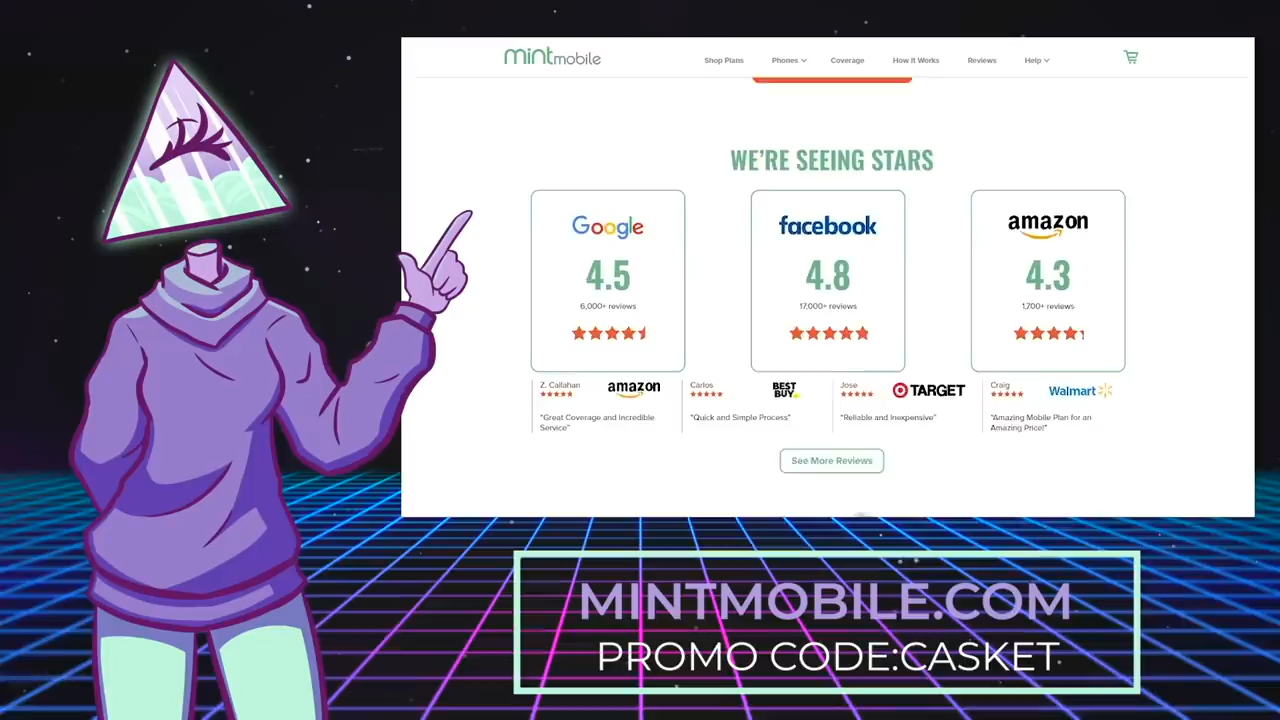 mintmobile
Shop Plans Phones Coverage How It Works Reviews Help
WE'RE SEEING STARS
Google
4.5
6,000+ reviews
facebook
4.8
17,000+ reviews
amazon
4.3
1,700+ reviews
Z. Callahan amazon
"Great Coverage and Incredible
Service"
Carlos BEST
BUY
"Quick and Simple Process"
Jose TARGET
"Reliable and Inexpensive"
Craig Walmart
"Amazing Mobile Plan for an
Amazing Price!"
See More Reviews
MINTMOBILE.COM
PROMO CODE:CASKET